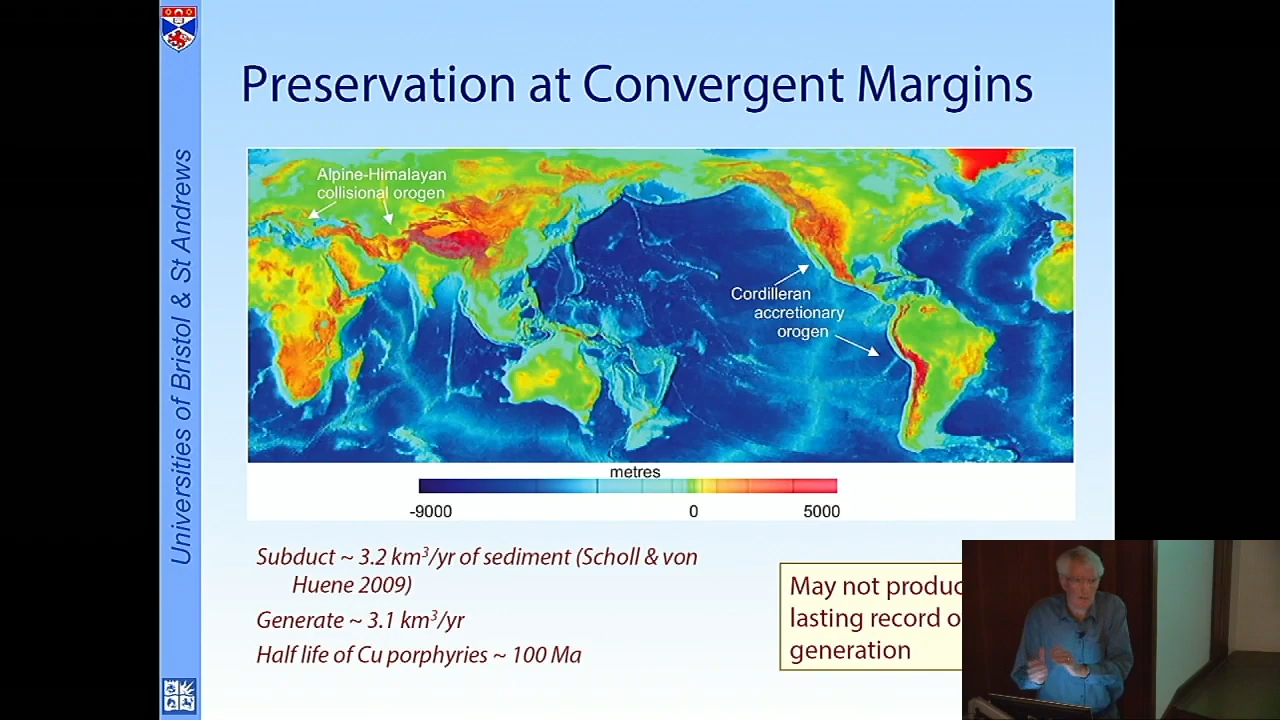 Preservation at Convergent Margins
Universities of Bristol & St Andrews
Alpine-Himalayan
collisional orogen
Cordilleran
accretionary
orogen
metres
-9000 0 5000
Subduct ~ 3.2 km³/yr of sediment (Scholl & von
Huene 2009)
Generate ~ 3.1 km³/yr
Half life of Cu porphyries ~ 100 Ma
May not
lasting record
generation